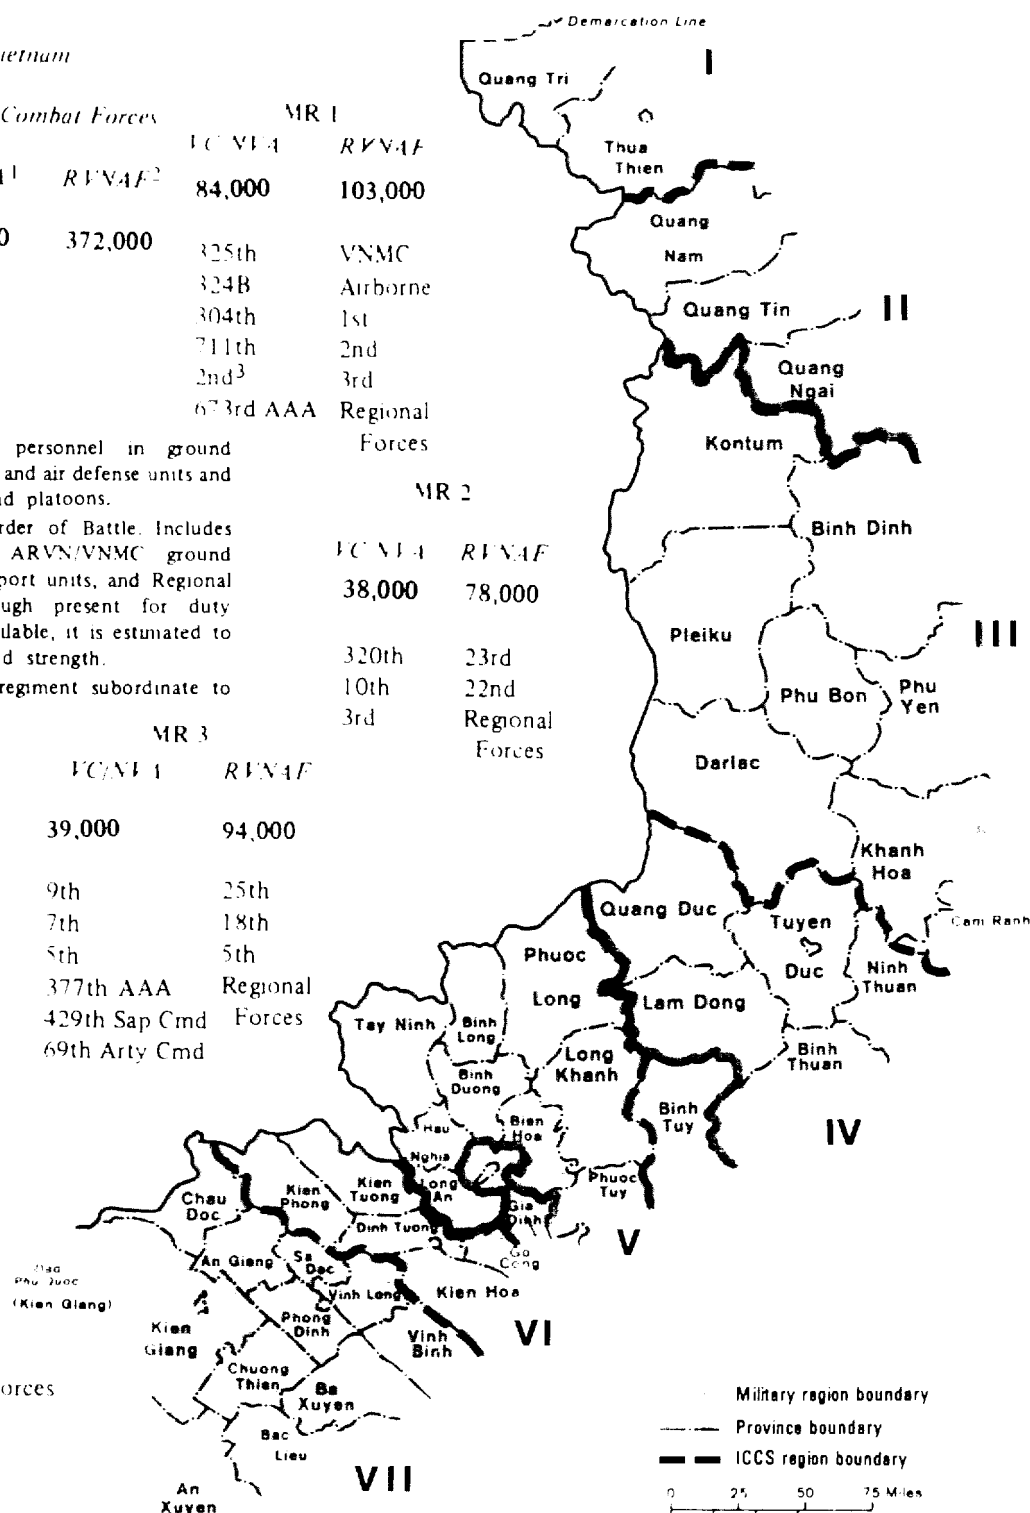 Demarcation Line
Combat Forces
RVNAF2
372,000
MR 1
VC/NVA RVNAF
84,000 103,000
325th VNMC
324B Airborne
304th 1st
711th 2nd
2nd3 3rd
673rd AAA Regional
Forces
personnel in ground
and air defense units and
platoons.
Order of Battle. Includes
ARVN/VNMC ground
units, and Regional
present for duty
it is estimated to
strength.
regiment subordinate to
MR 2
VC/NVA RVNAF
38,000 78,000
320th 23rd
10th 22nd
3rd Regional
Forces
MR 3
VC/NVA RVNAF
39,000 94,000
9th 25th
7th 18th
5th 5th
377th AAA Regional
429th Sap Cmd Forces
69th Arty Cmd
I
Quang Tri
Thua
Thien
Quang
Nam
Quang Tin
II
Quang
Ngai
Kontum
Binh Dinh
III
Pleiku
Phu Bon
Phu
Yen
Darlac
Khanh
Hoa
Cam Ranh
Quang Duc
Tuyen
Duc
Ninh
Thuan
Phuoc
Long
Lam Dong
Binh
Thuan
Tay Ninh
Binh
Long
Long
Khanh
Binh
Duong
Binh
Tuy
IV
Hau
Nghia
Bien
Hoa
Long
An
Phuoc
Tuy
Gia
Dinh
V
Chau
Doc
Kien
Phong
Kien
Tuong
Dinh Tuong
Go
Cong
An Giang
Sa
Dec
Vinh Long
Kien Hoa
Phu Quoc
(Kien Giang)
Kien
Giang
Phong
Dinh
Vinh
Binh
VI
Chuong
Thien
Ba
Xuyen
Bac
Lieu
VII
An
Xuyen
Military region boundary
Province boundary
ICCS region boundary
0 25 50 75 Miles